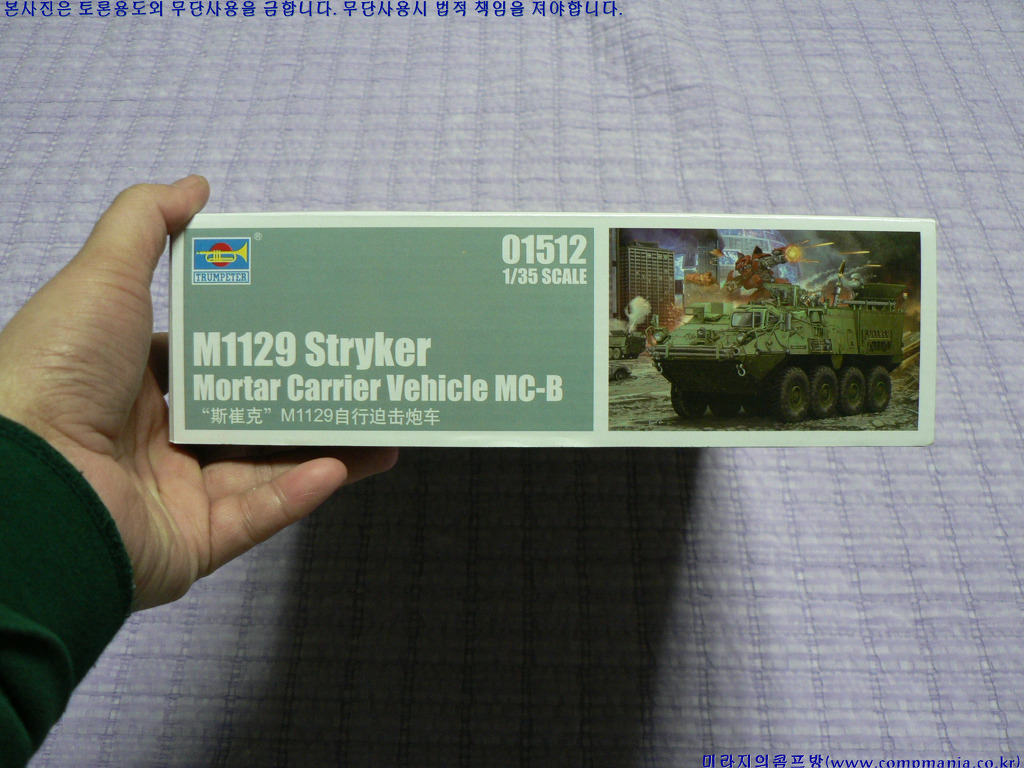 본사진은 토론용도외 무단사용을 금합니다. 무단사용시 법적 책임을 져야합니다.
TRUMPETER
®
01512
1/35 SCALE
M1129 Stryker
Mortar Carrier Vehicle MC-B
“斯崔克”M1129自行迫击炮车
미라지의콤프방(www.compmania.co.kr)